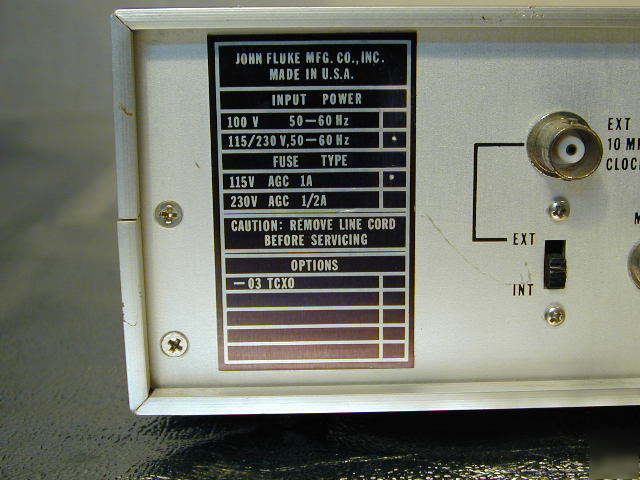 JOHN FLUKE MFG. CO., INC.
MADE IN U.S.A.
INPUT POWER
100 V 50–60 Hz
115/230 V, 50–60 Hz
FUSE TYPE
115V AGC 1A
230V AGC 1/2A
CAUTION: REMOVE LINE CORD
BEFORE SERVICING
OPTIONS
–03 TCXO
EXT
10 M
CLOC
EXT
INT
M